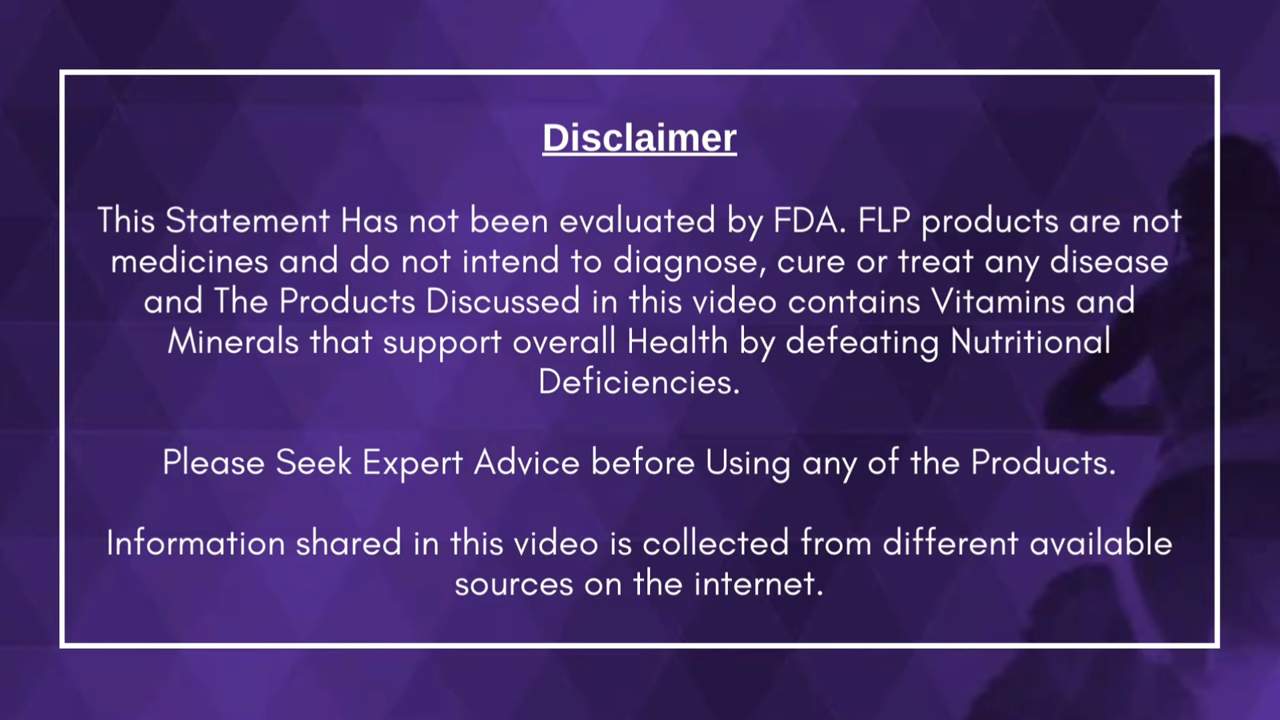 Disclaimer
This Statement Has not been evaluated by FDA. FLP products are not
medicines and do not intend to diagnose, cure or treat any disease
and The Products Discussed in this video contains Vitamins and
Minerals that support overall Health by defeating Nutritional
Deficiencies.
Please Seek Expert Advice before Using any of the Products.
Information shared in this video is collected from different available
sources on the internet.